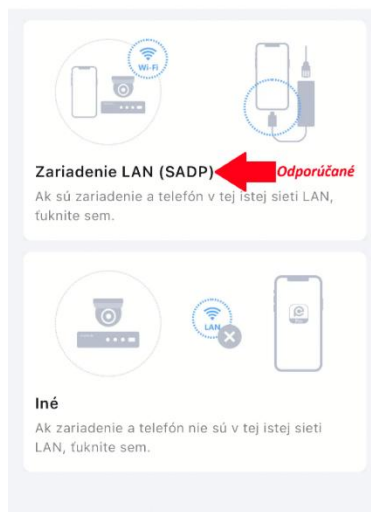 Wi-Fi
Zariadenie LAN (SADP) Odporúčané
Ak sú zariadenie a telefón v tej istej sieti LAN,
ťuknite sem.
LAN
Iné
Ak zariadenie a telefón nie sú v tej istej sieti
LAN, ťuknite sem.